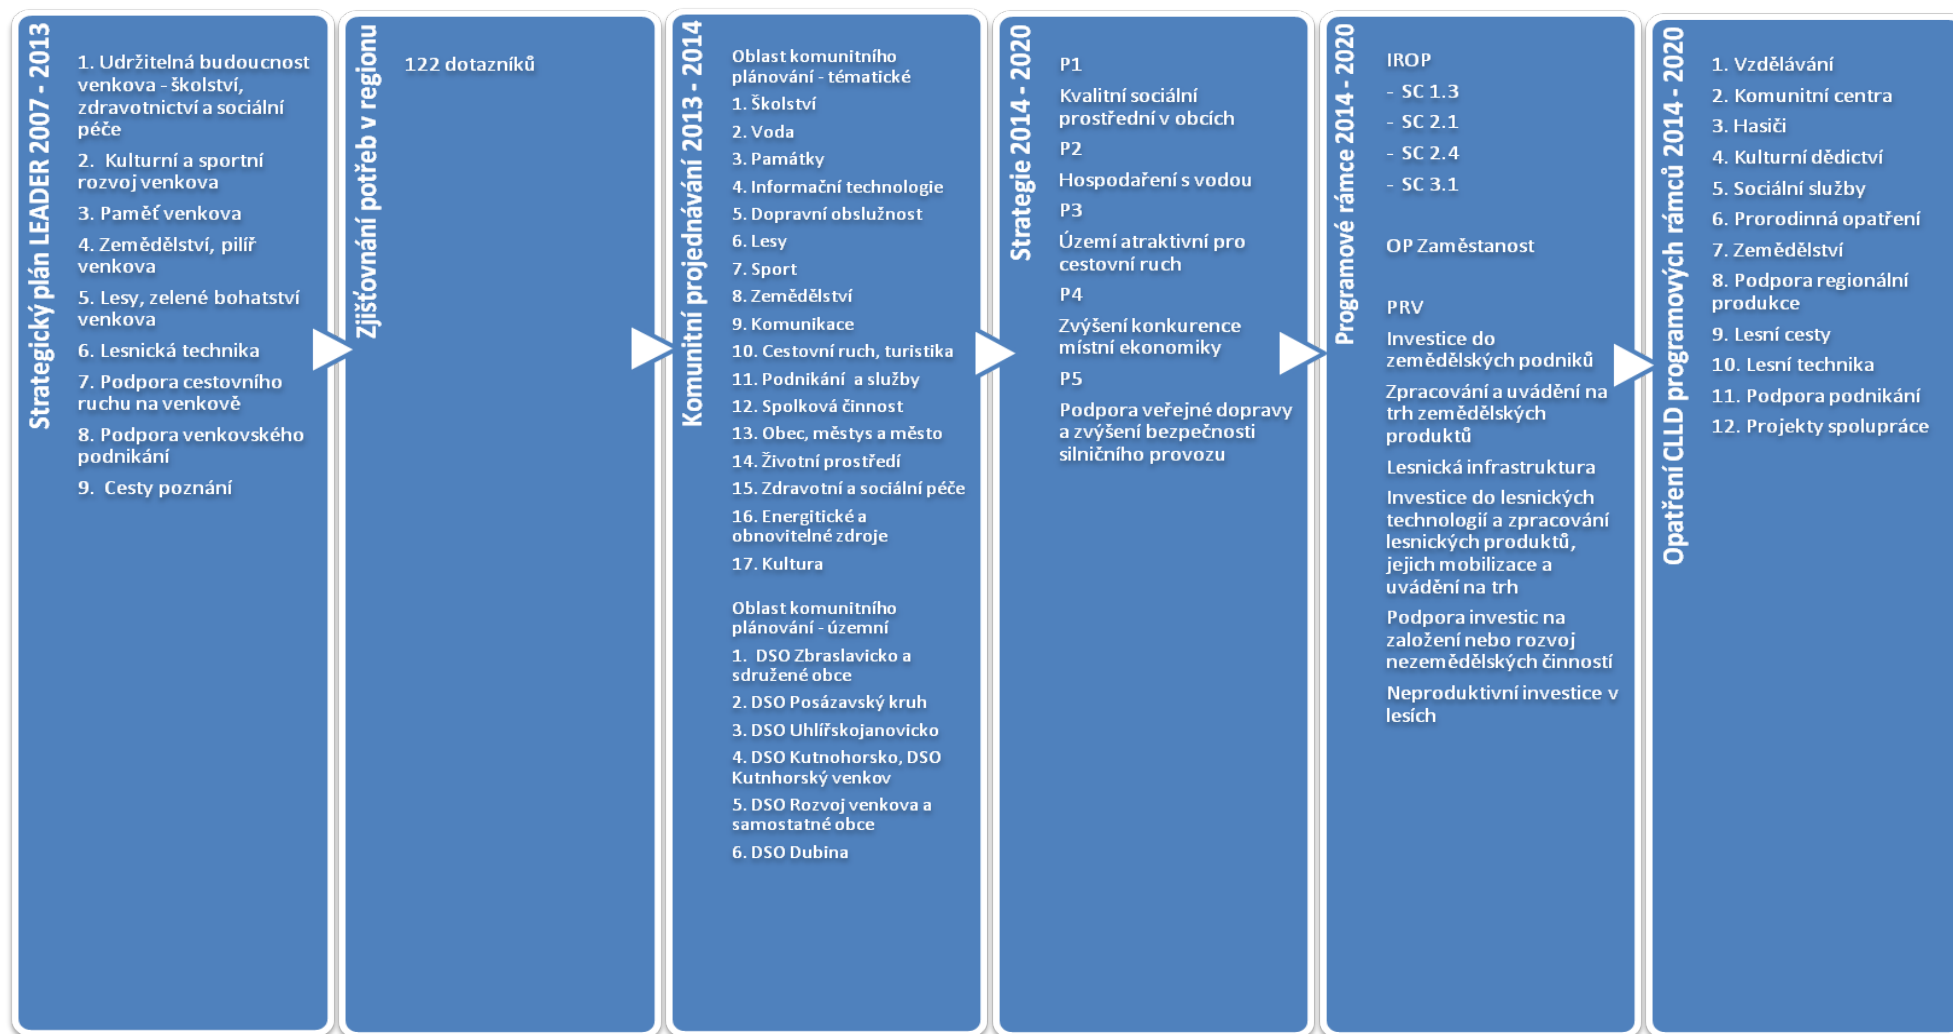 Strategický plán LEADER 2007 - 2013
1. Udržitelná budoucnost
venkova - školství,
zdravotnictví a sociální
péče
2. Kulturní a sportní
rozvoj venkova
3. Paměť venkova
4. Zemědělství, pilíř
venkova
5. Lesy, zelené bohatství
venkova
6. Lesnická technika
7. Podpora cestovního
ruchu na venkově
8. Podpora venkovského
podnikání
9. Cesty poznání
Zjišťovnání potřeb v regionu
122 dotazníků
Komunitní projednávání 2013 - 2014
Oblast komunitního
plánování - tématické
1. Školství
2. Voda
3. Památky
4. Informační technologie
5. Dopravní obslužnost
6. Lesy
7. Sport
8. Zemědělství
9. Komunikace
10. Cestovní ruch, turistika
11. Podnikání a služby
12. Spolková činnost
13. Obec, městys a město
14. Životní prostředí
15. Zdravotní a sociální péče
16. Energitické a
obnovitelné zdroje
17. Kultura
Oblast komunitního
plánování - územní
1. DSO Zbraslavicko a
sdružené obce
2. DSO Posázavský kruh
3. DSO Uhlířskojanovicko
4. DSO Kutnohorsko, DSO
Kutnhorský venkov
5. DSO Rozvoj venkova a
samostatné obce
6. DSO Dubina
Strategie 2014 - 2020
P1
Kvalitní sociální
prostřední v obcích
P2
Hospodaření s vodou
P3
Území atraktivní pro
cestovní ruch
P4
Zvýšení konkurence
místní ekonomiky
P5
Podpora veřejné dopravy
a zvýšení bezpečnosti
silničního provozu
Programové rámce 2014 - 2020
IROP
- SC 1.3
- SC 2.1
- SC 2.4
- SC 3.1
OP Zaměstanost
PRV
Investice do
zemědělských podniků
Zpracování a uvádění na
trh zemědělských
produktů
Lesnická infrastruktura
Investice do lesnických
technologií a zpracování
lesnických produktů,
jejich mobilizace a
uvádění na trh
Podpora investic na
založení nebo rozvoj
nezemědělských činností
Neproduktivní investice v
lesích
Opatření CLLD programových rámců 2014 - 2020
1. Vzdělávání
2. Komunitní centra
3. Hasiči
4. Kulturní dědictví
5. Sociální služby
6. Prorodinná opatření
7. Zemědělství
8. Podpora regionální
produkce
9. Lesní cesty
10. Lesní technika
11. Podpora podnikání
12. Projekty spolupráce